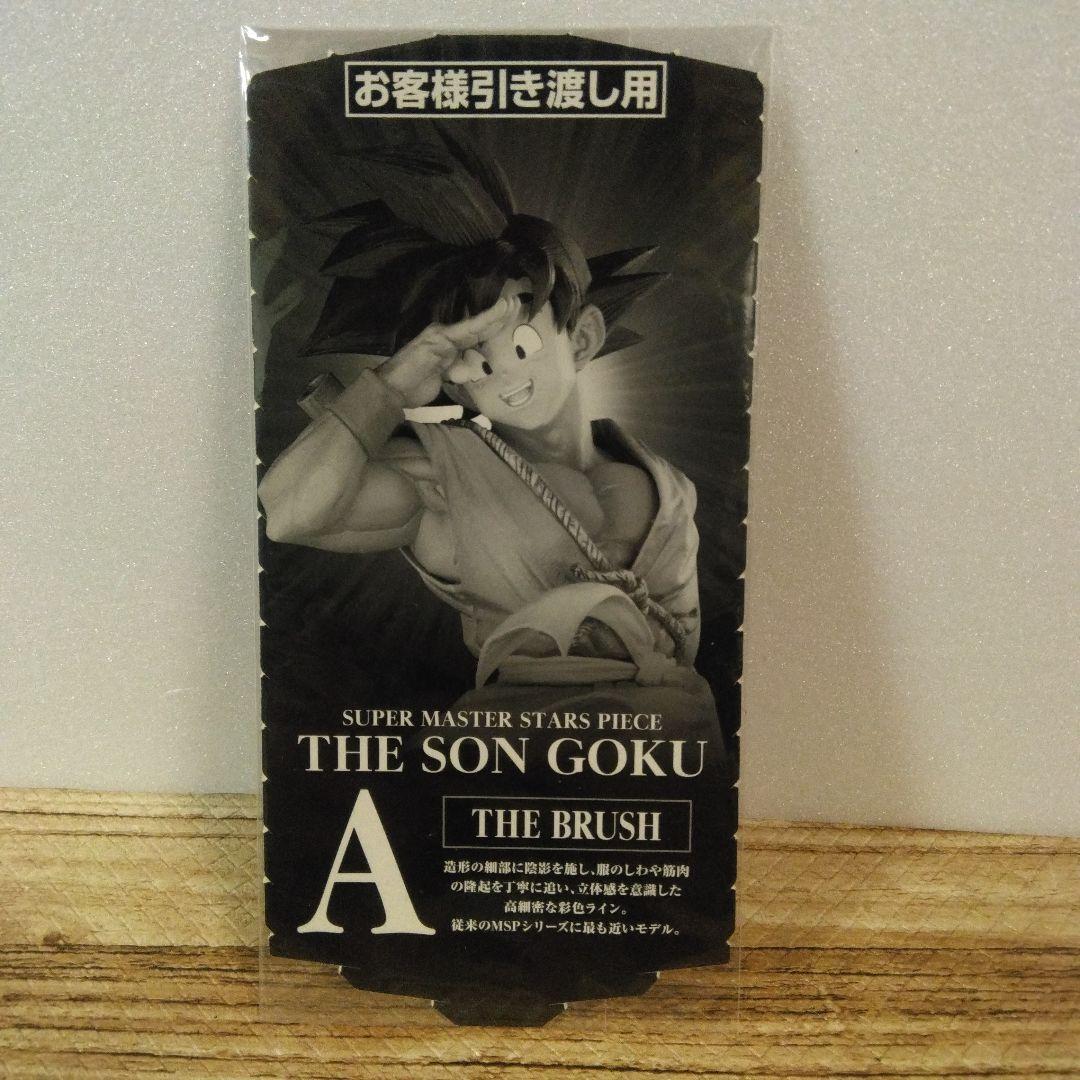 お客様引き渡し用
SUPER MASTER STARS PIECE
THE SON GOKU
A
THE BRUSH
造形の細部に陰影を施し、服のしわや筋肉
の隆起を丁寧に追い、立体感を意識した
高細密な彩色ライン。
従来のMSPシリーズに最も近いモデル。